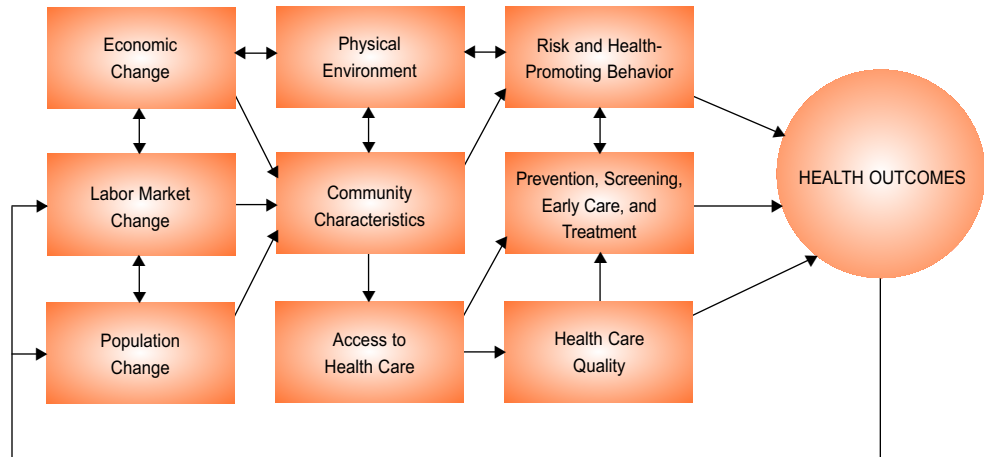 Economic
Change
Physical
Environment
Risk and Health-
Promoting Behavior
Labor Market
Change
Community
Characteristics
Prevention, Screening,
Early Care, and
Treatment
HEALTH OUTCOMES
Population
Change
Access to
Health Care
Health Care
Quality